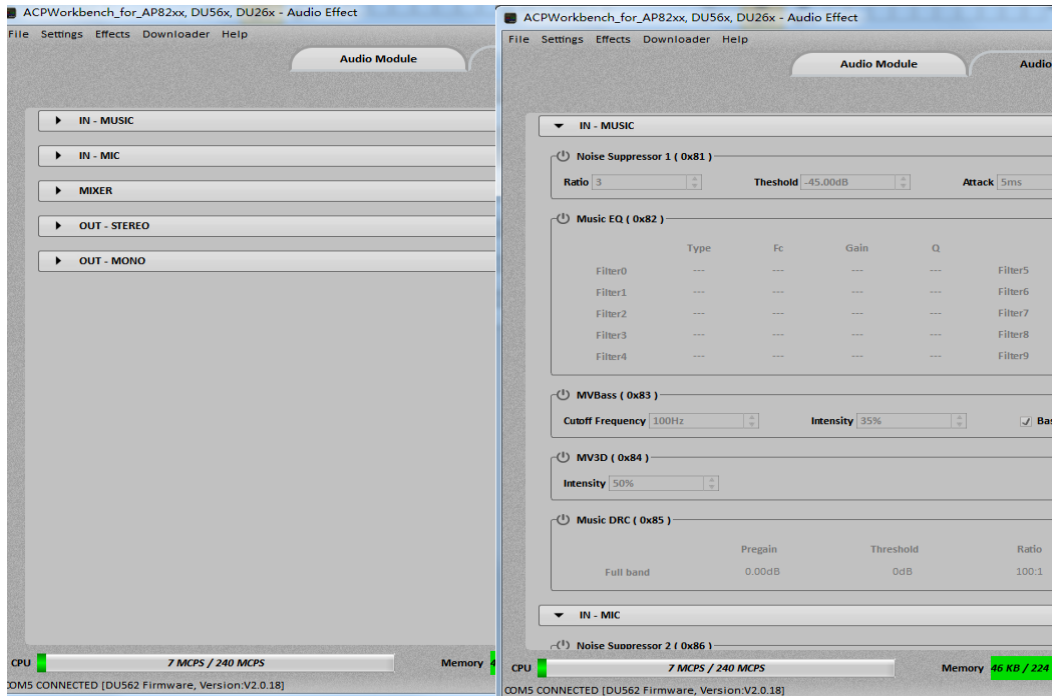 ACPWorkbench_for_AP82xx, DU56x, DU26x - Audio Effect
File Settings Effects Downloader Help
Audio Module
IN - MUSIC
IN - MIC
MIXER
OUT - STEREO
OUT - MONO
CPU 7 MCPS / 240 MCPS Memory
COM5 CONNECTED [DU562 Firmware, Version:V2.0.18]
ACPWorkbench_for_AP82xx, DU56x, DU26x - Audio Effect
File Settings Effects Downloader Help
Audio Module Audio
IN - MUSIC
Noise Suppressor 1 ( 0x81 )
Ratio 3 Theshold -45.00dB Attack 5ms
Music EQ ( 0x82 )
Type Fc Gain Q
Filter0 --- --- --- --- Filter5
Filter1 --- --- --- --- Filter6
Filter2 --- --- --- --- Filter7
Filter3 --- --- --- --- Filter8
Filter4 --- --- --- --- Filter9
MVBass ( 0x83 )
Cutoff Frequency 100Hz Intensity 35% Bas
MV3D ( 0x84 )
Intensity 50%
Music DRC ( 0x85 )
Pregain Threshold Ratio
Full band 0.00dB 0dB 100:1
IN - MIC
Noise Suppressor 2 ( 0x86 )
CPU 7 MCPS / 240 MCPS Memory 46 KB / 224
COM5 CONNECTED [DU562 Firmware, Version:V2.0.18]